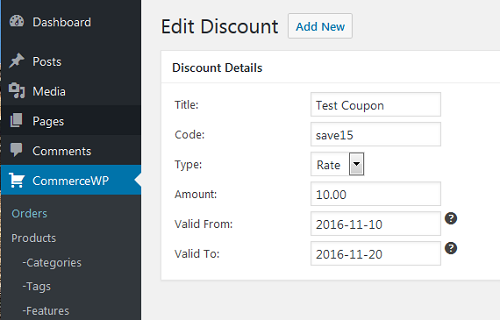 Dashboard
Posts
Media
Pages
Comments
CommerceWP
Orders
Products
-Categories
-Tags
-Features
Edit Discount Add New
Discount Details
Title: Test Coupon
Code: save15
Type: Rate
Amount: 10.00
Valid From: 2016-11-10 ?
Valid To: 2016-11-20 ?